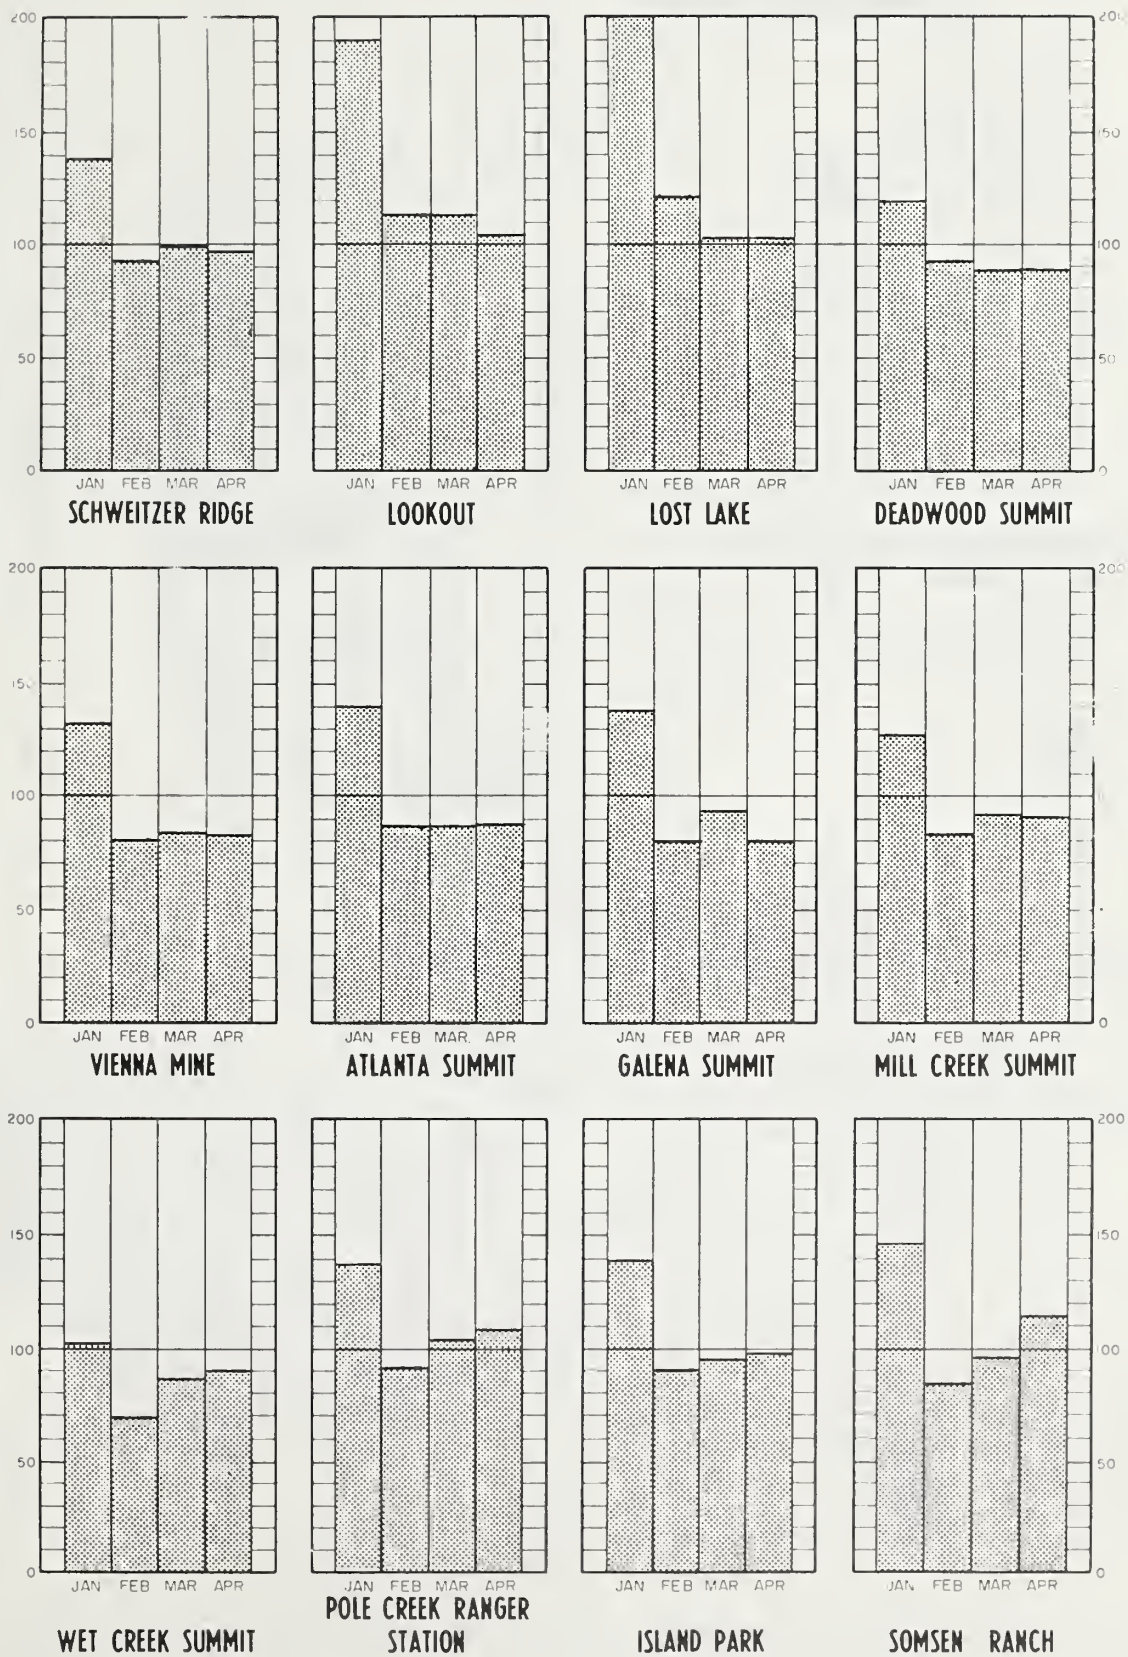 200 200
150 150
100 100
50 50
0 0
JAN FEB MAR APR JAN FEB MAR APR JAN FEB MAR APR JAN FEB MAR APR
SCHWEITZER RIDGE LOOKOUT LOST LAKE DEADWOOD SUMMIT
200 200
150
100
50
0 0
JAN FEB MAR APR JAN FEB MAR. APR JAN FEB MAR APR JAN FEB MAR APR
VIENNA MINE ATLANTA SUMMIT GALENA SUMMIT MILL CREEK SUMMIT
200 200
150 150
100 100
50 50
0 0
JAN FEB MAR APR JAN FEB MAR APR JAN FEB MAR APR JAN FEB MAR APR
WET CREEK SUMMIT POLE CREEK RANGER STATION ISLAND PARK SOMSEN RANCH